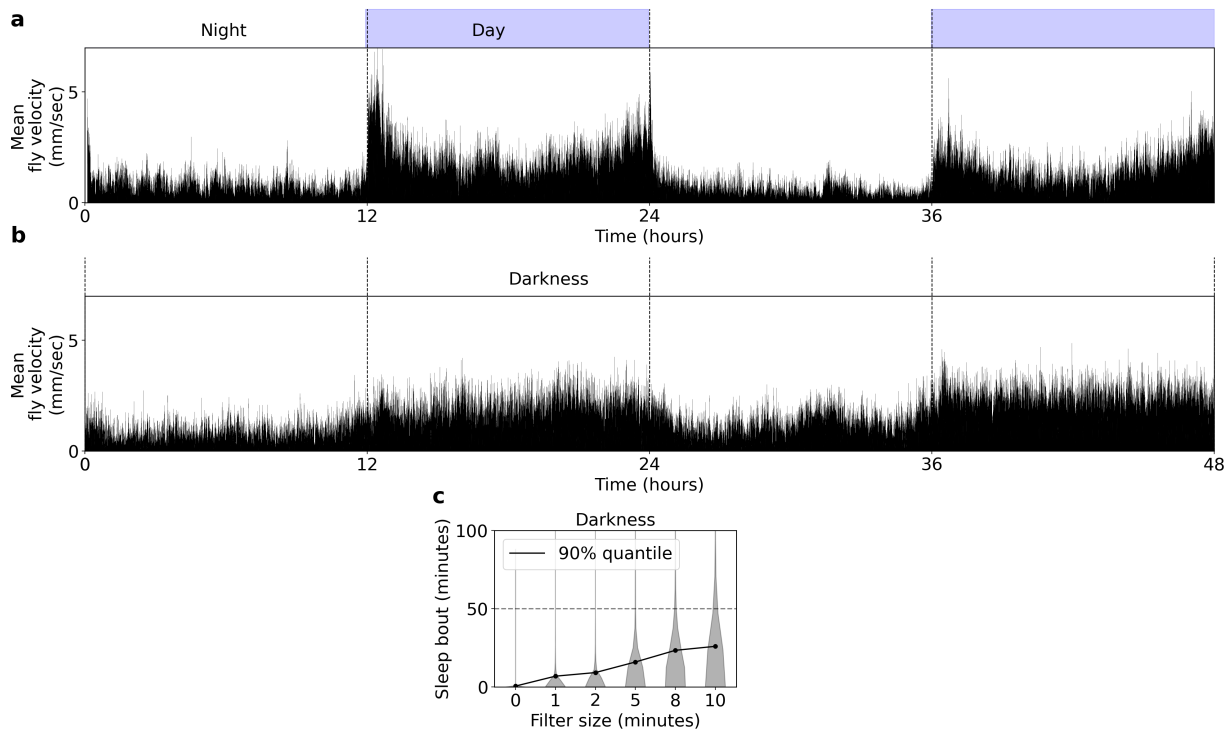 a
Night
Day
Mean
fly velocity
(mm/sec)
5
0
0
12
24
36
Time (hours)
b
Darkness
Mean
fly velocity
(mm/sec)
5
0
0
12
24
36
48
Time (hours)
c
Darkness
Sleep bout (minutes)
100
50
0
90% quantile
0
1
2
5
8
10
Filter size (minutes)